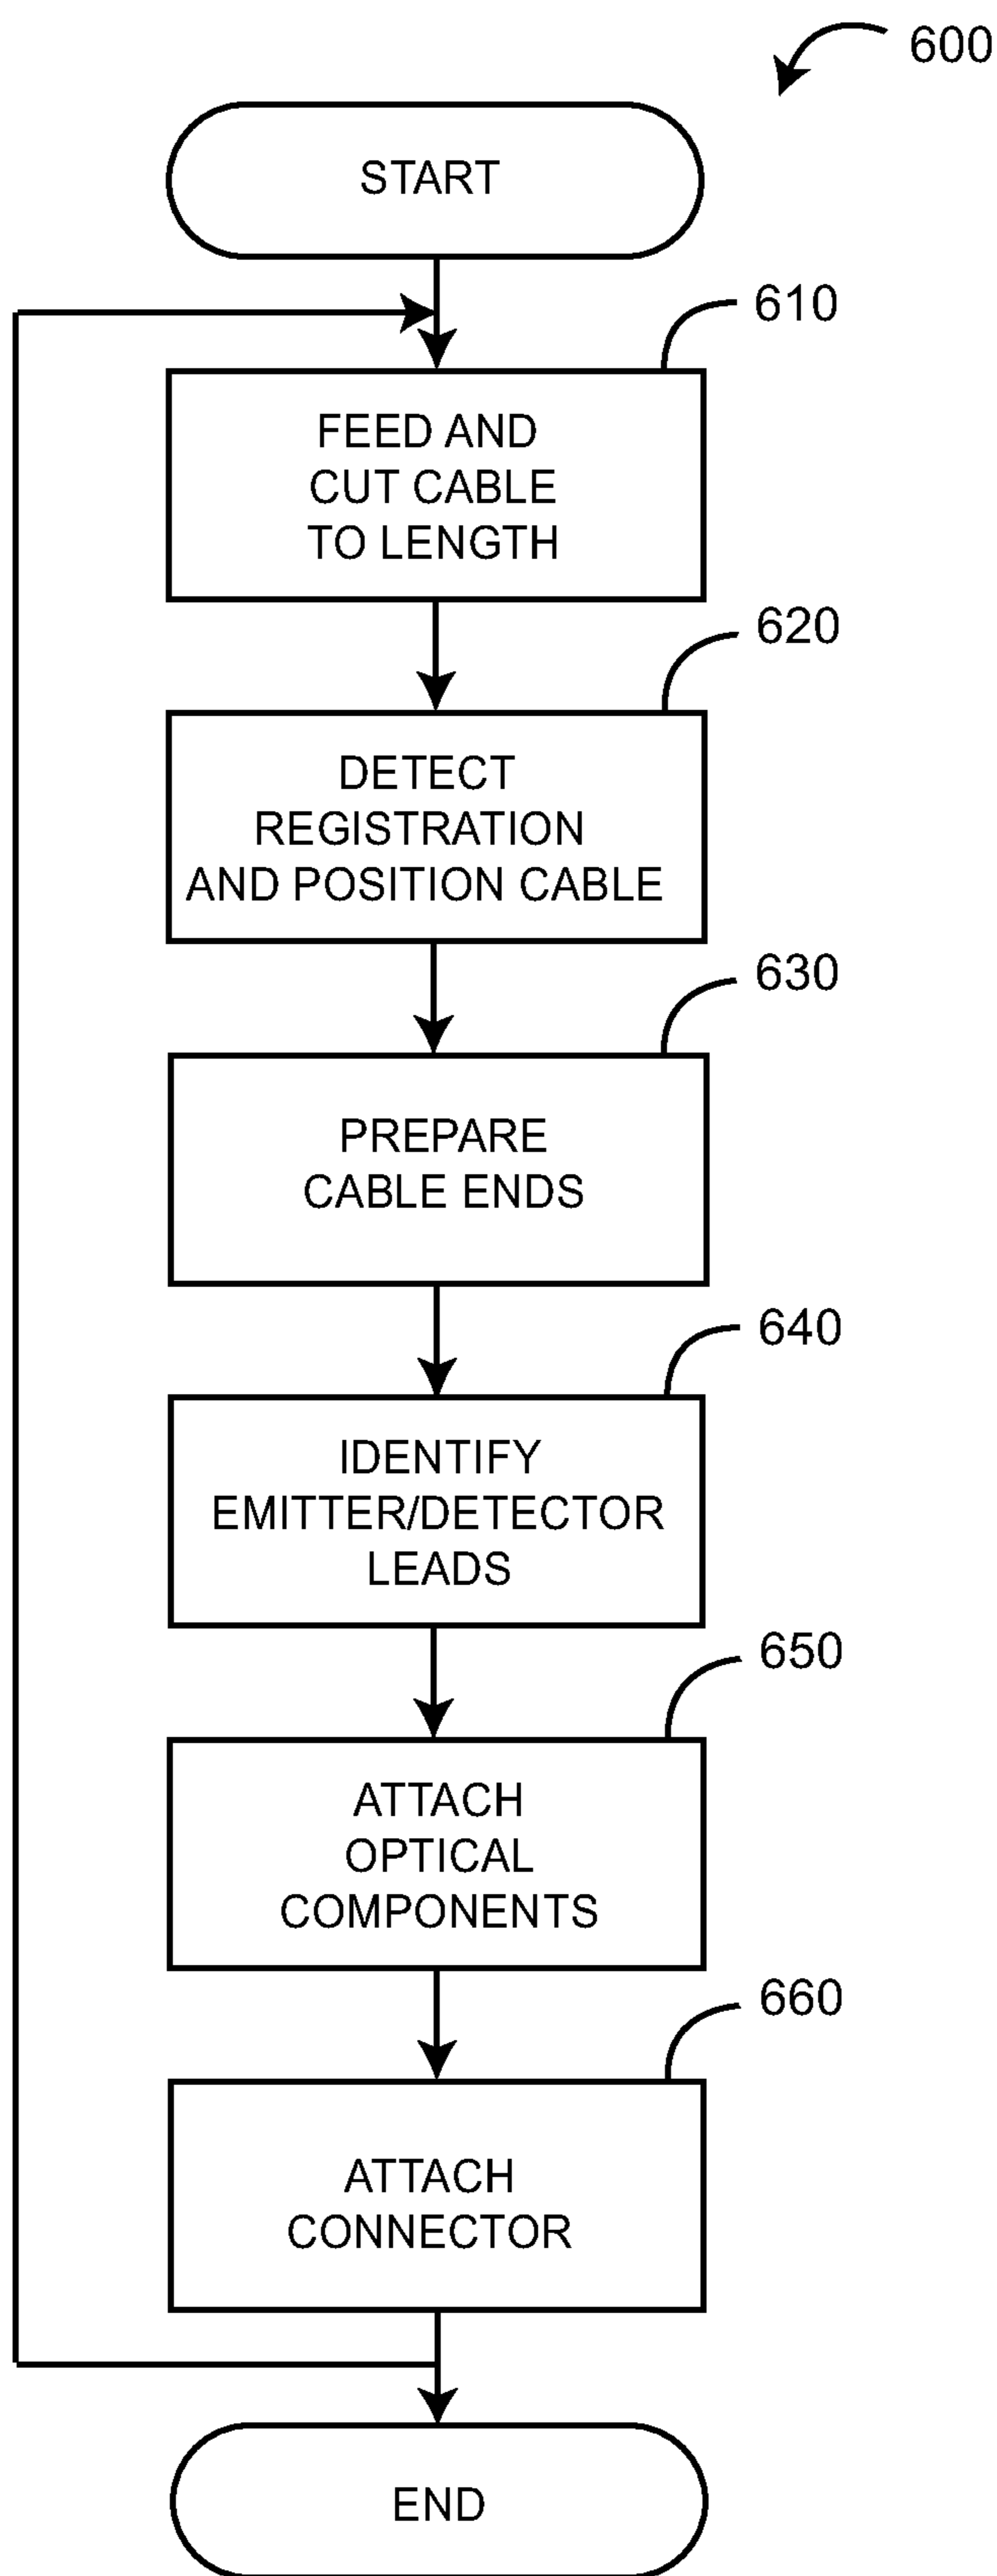 600
START
610
FEED AND
CUT CABLE
TO LENGTH
620
DETECT
REGISTRATION
AND POSITION CABLE
630
PREPARE
CABLE ENDS
640
IDENTIFY
EMITTER/DETECTOR
LEADS
650
ATTACH
OPTICAL
COMPONENTS
660
ATTACH
CONNECTOR
END